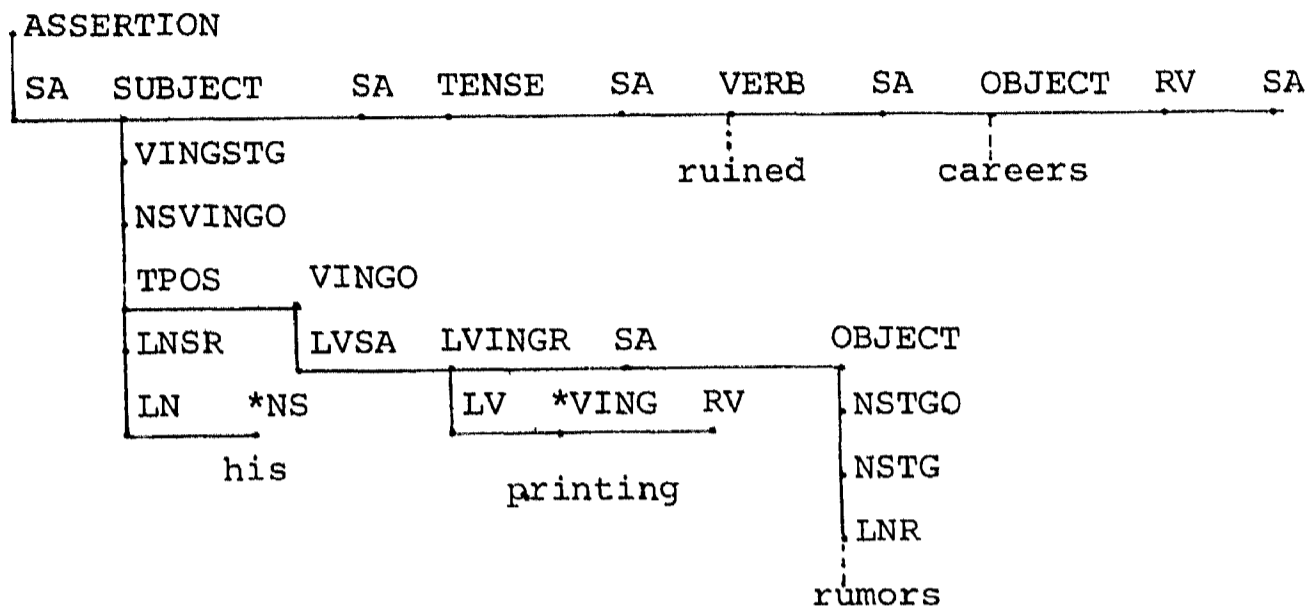 ASSERTION
SA SUBJECT SA TENSE SA VERB SA OBJECT RV SA
VINGSTG ruined careers
NSVINGO
TPOS VINGO
LNSR LVSA LVINGR SA OBJECT
LN *NS LV *VING RV NSTGO
his printing NSTG
LNR
rumors